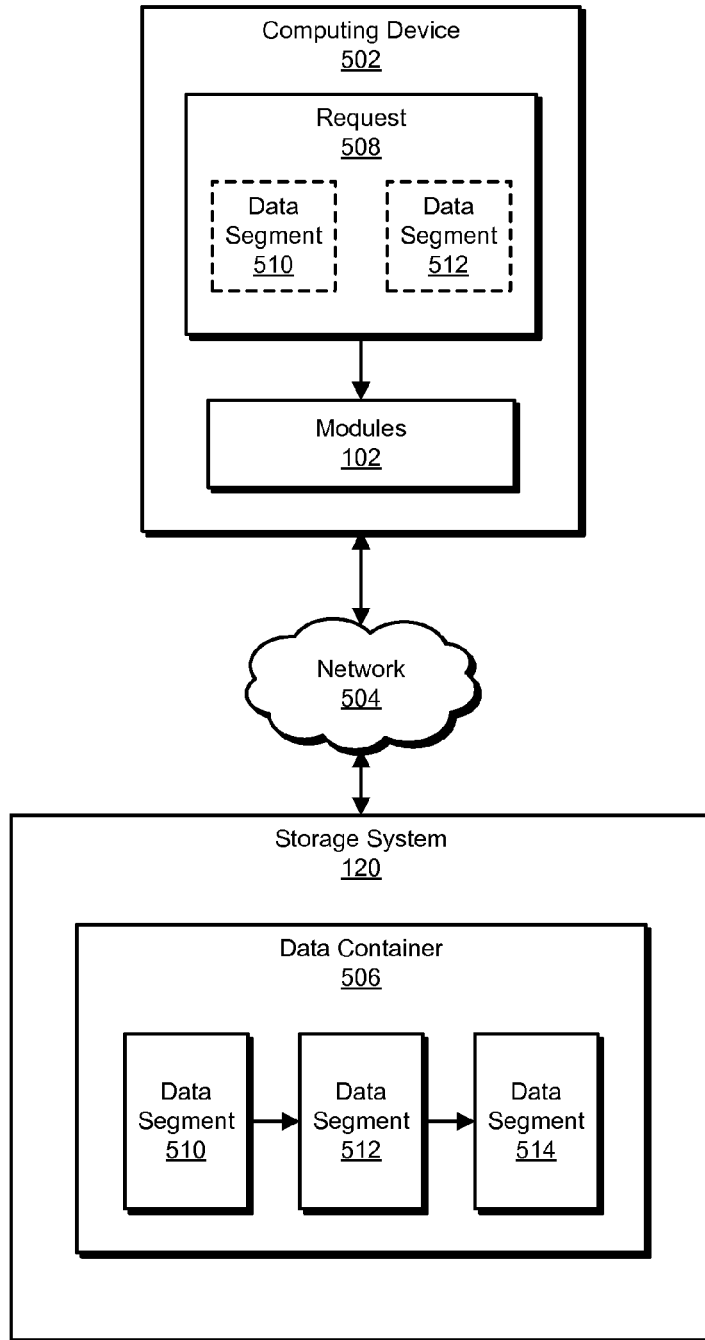 Computing Device
502
Request
508
Data
Segment
510
Data
Segment
512
Modules
102
Network
504
Storage System
120
Data Container
506
Data
Segment
510
Data
Segment
512
Data
Segment
514